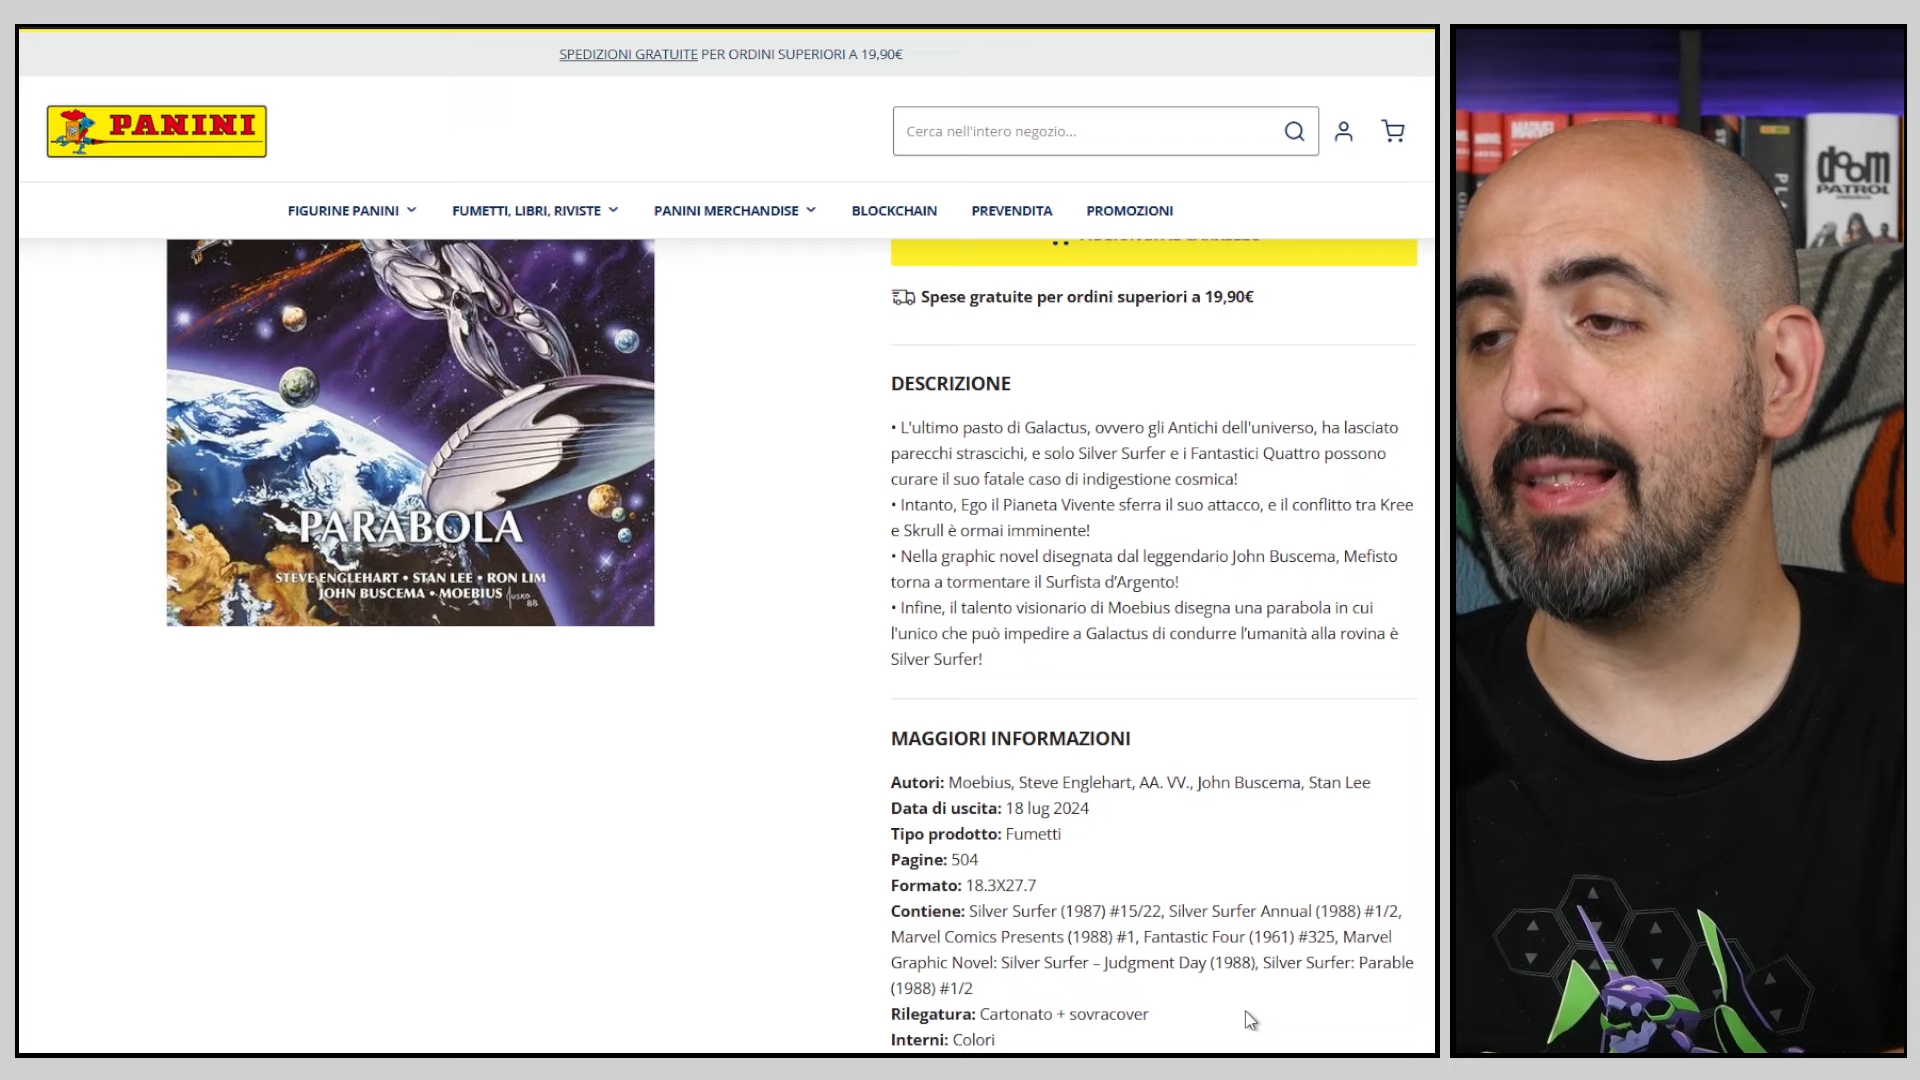 SPEDIZIONI GRATUITE PER ORDINI SUPERIORI A 19,90€
PANINI
Cerca nell'intero negozio...
FIGURINE PANINI
FUMETTI, LIBRI, RIVISTE
PANINI MERCHANDISE
BLOCKCHAIN
PREVENDITA
PROMOZIONI
PARABOLA
STEVE ENGLEHART • STAN LEE • RON LIM
JOHN BUSCEMA • MOEBIUS
Jusko
88
Spese gratuite per ordini superiori a 19,90€
DESCRIZIONE
• L'ultimo pasto di Galactus, ovvero gli Antichi dell'universo, ha lasciato
parecchi strascichi, e solo Silver Surfer e i Fantastici Quattro possono
curare il suo fatale caso di indigestione cosmica!
• Intanto, Ego il Pianeta Vivente sferra il suo attacco, e il conflitto tra Kree
e Skrull è ormai imminente!
• Nella graphic novel disegnata dal leggendario John Buscema, Mefisto
torna a tormentare il Surfista d’Argento!
• Infine, il talento visionario di Moebius disegna una parabola in cui
l'unico che può impedire a Galactus di condurre l’umanità alla rovina è
Silver Surfer!
MAGGIORI INFORMAZIONI
Autori: Moebius, Steve Englehart, AA. VV., John Buscema, Stan Lee
Data di uscita: 18 lug 2024
Tipo prodotto: Fumetti
Pagine: 504
Formato: 18.3X27.7
Contiene: Silver Surfer (1987) #15/22, Silver Surfer Annual (1988) #1/2,
Marvel Comics Presents (1988) #1, Fantastic Four (1961) #325, Marvel
Graphic Novel: Silver Surfer – Judgment Day (1988), Silver Surfer: Parable
(1988) #1/2
Rilegatura: Cartonato + sovracover
Interni: Colori
MARVEL
doom
PATROL